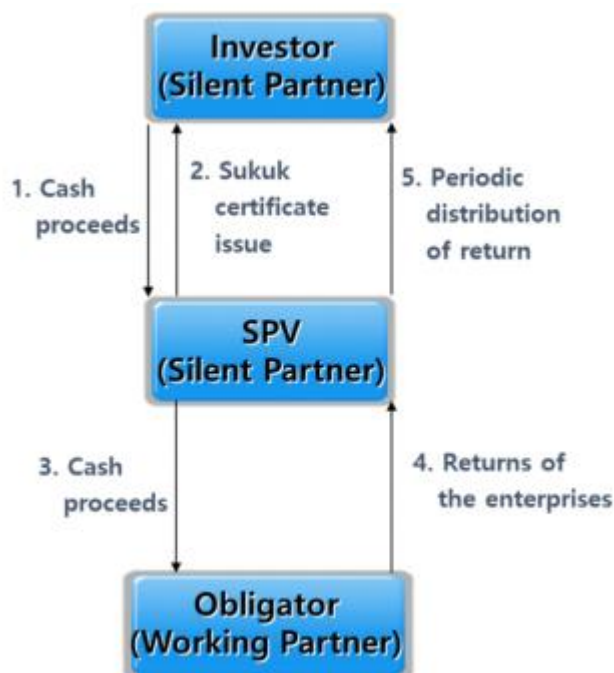 Investor
(Silent Partner)
1. Cash
proceeds
2. Sukuk
certificate
issue
5. Periodic
distribution
of return
SPV
(Silent Partner)
3. Cash
proceeds
4. Returns of
the enterprises
Obligator
(Working Partner)